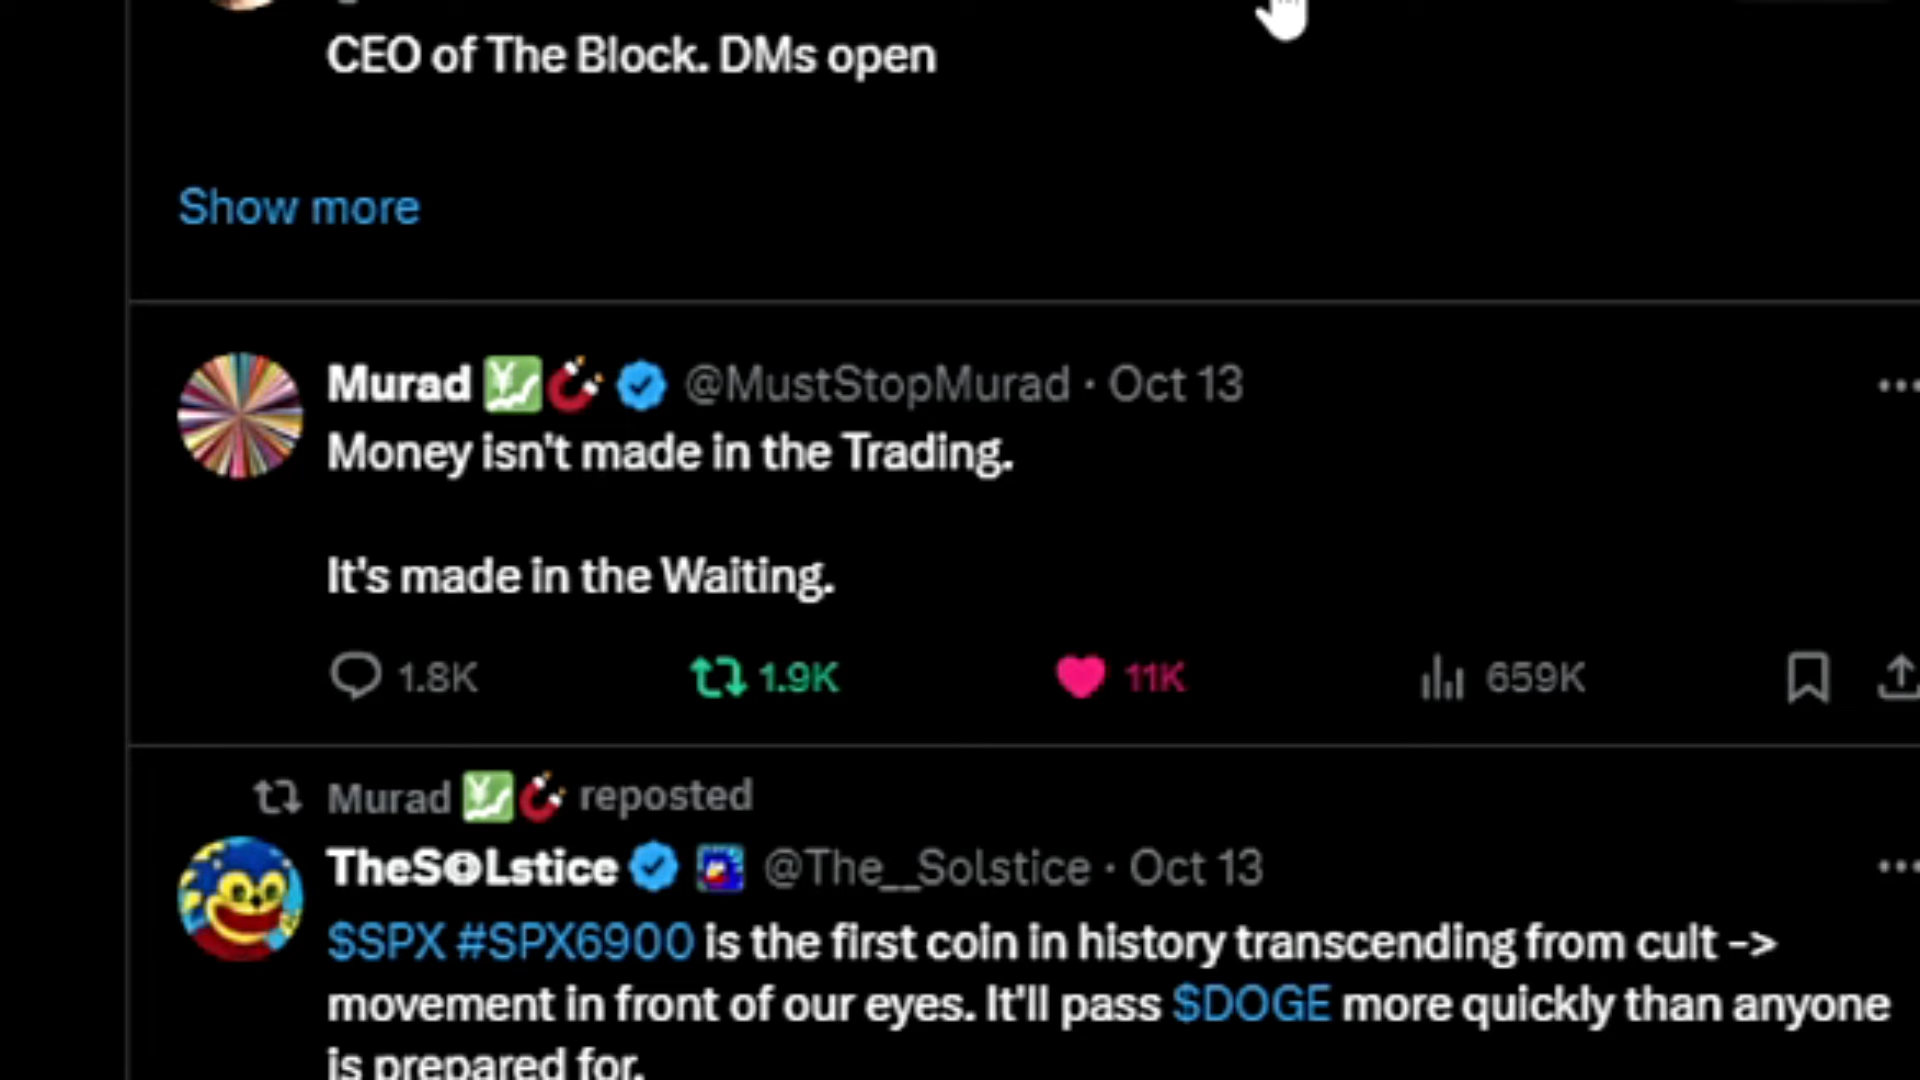 CEO of The Block. DMs open
Show more
Murad 💹🧲 @MustStopMurad · Oct 13
Money isn't made in the Trading.
It's made in the Waiting.
1.8K 1.9K 11K 659K
Murad 💹🧲 reposted
TheS☉Lstice @The__Solstice · Oct 13
$SPX #SPX6900 is the first coin in history transcending from cult ->
movement in front of our eyes. It'll pass $DOGE more quickly than anyone
is prepared for.